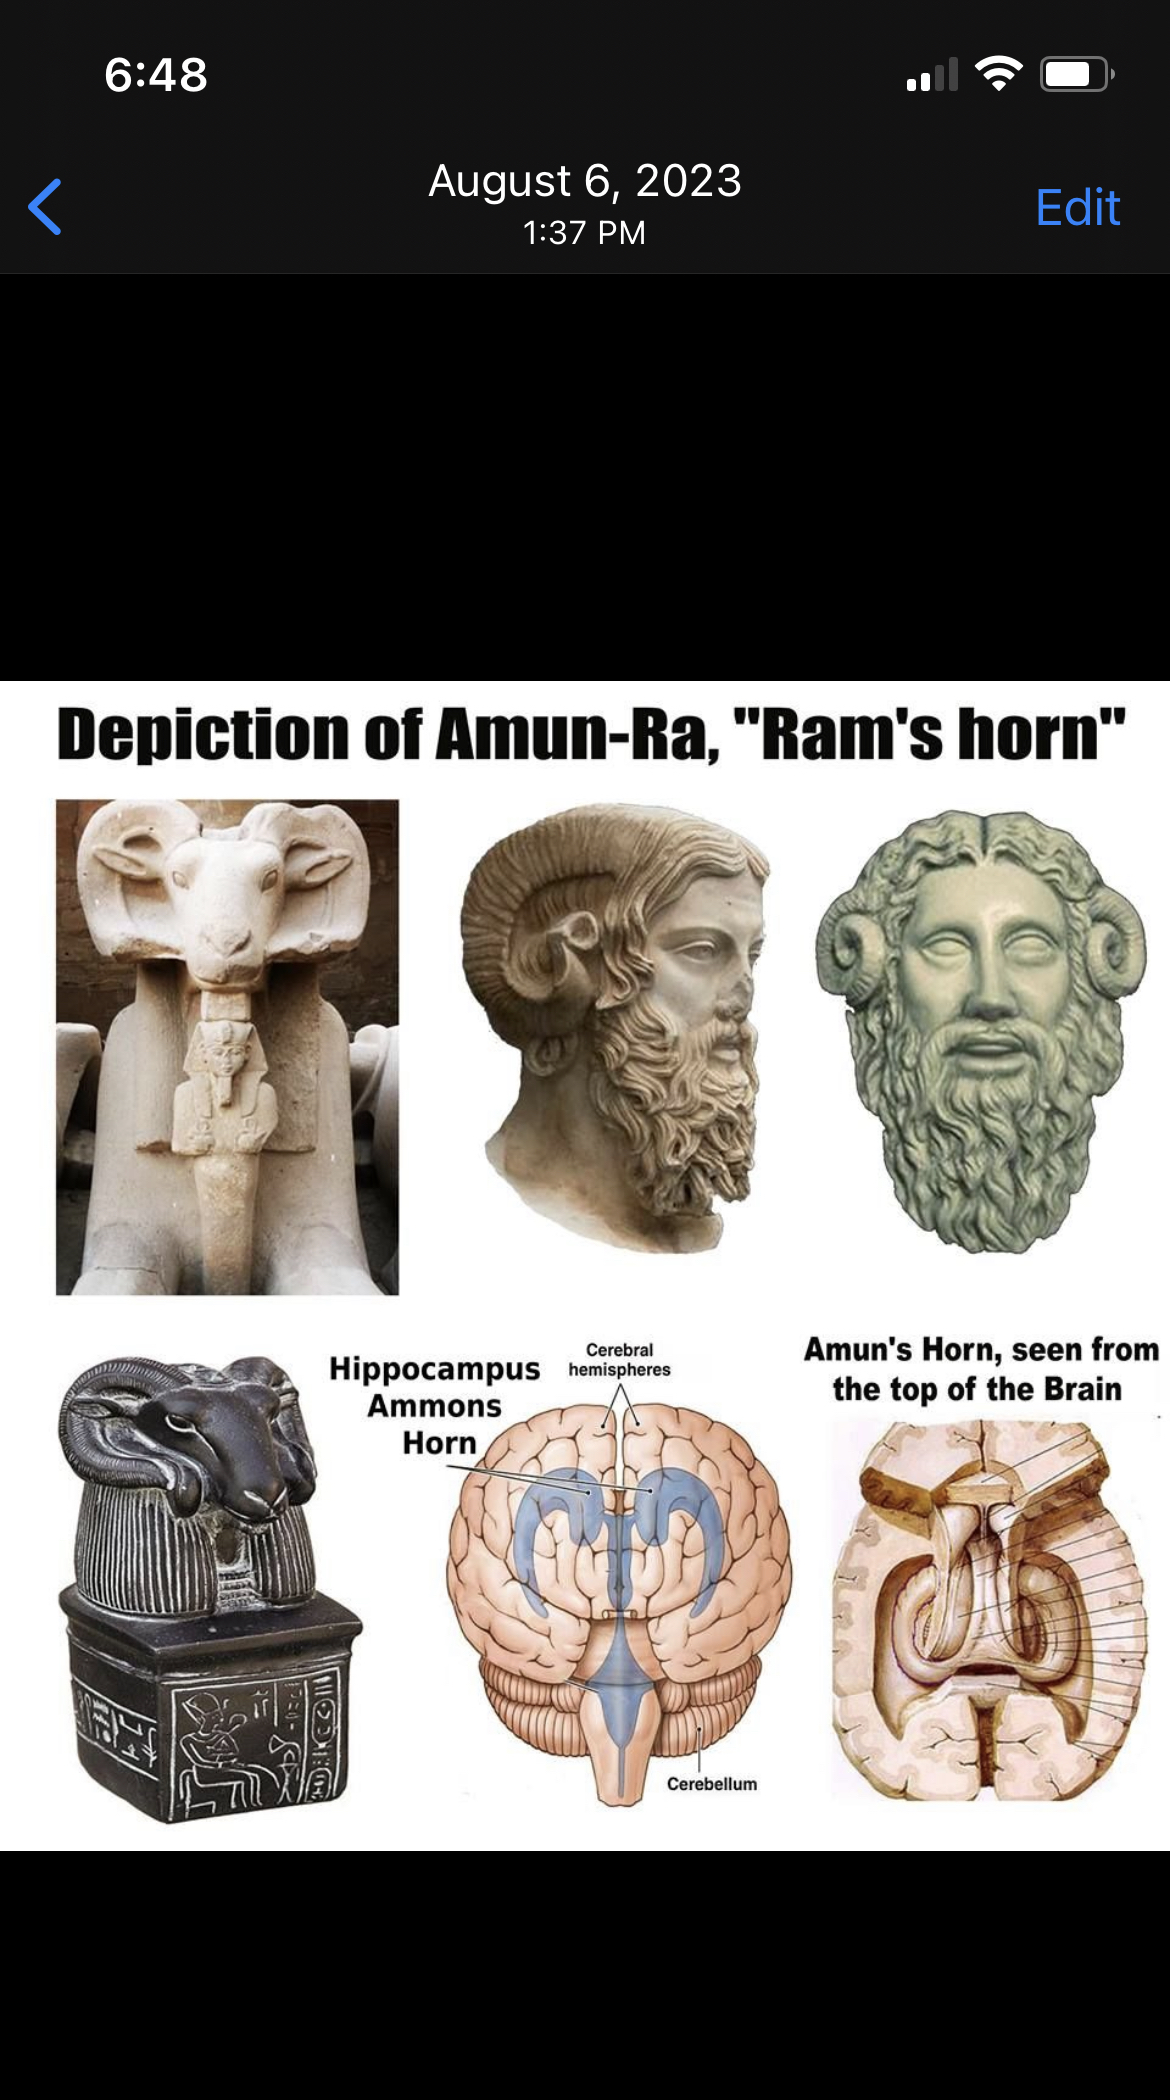 6:48
August 6, 2023
1:37 PM
Edit
Depiction of Amun-Ra, "Ram's horn"
Hippocampus
Ammons
Horn
Cerebral
hemispheres
Amun's Horn, seen from
the top of the Brain
Cerebellum